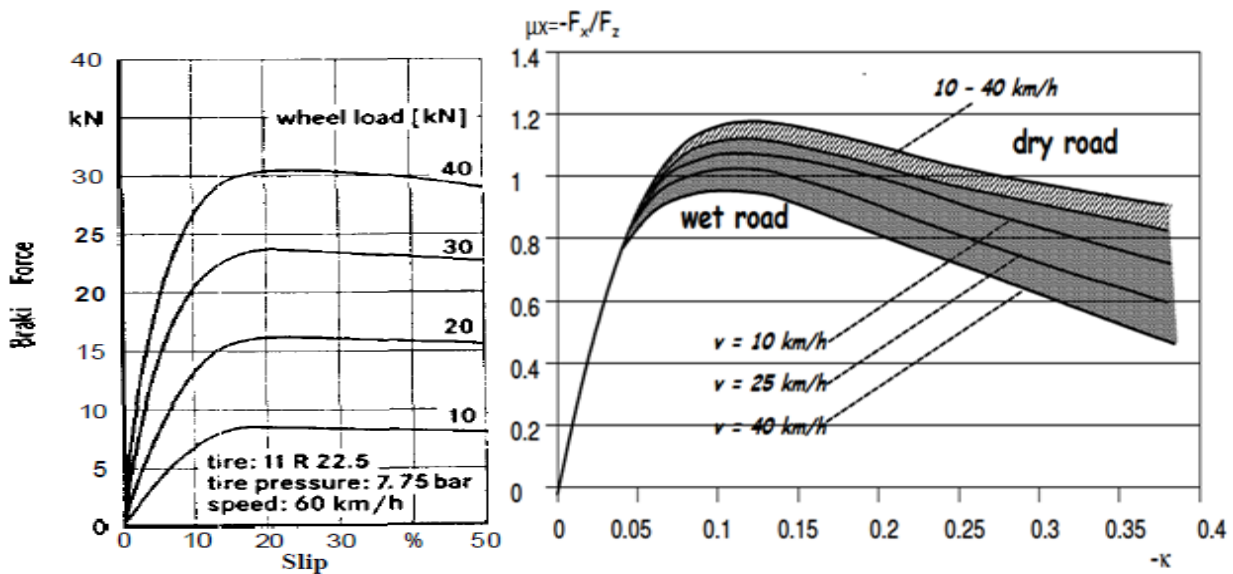 40
kN
wheel load [kN]
40
30
25
30
20
20
15
10
10
5
tire: 11 R 22.5
tire pressure: 7.75 bar
speed: 60 km/h
0
0 10 20 30 % 50
Slip
Braki Force
μx=-Fx/Fz
1.4
10 - 40 km/h
1.2
dry road
1
wet road
0.8
0.6
v = 10 km/h
0.4
v = 25 km/h
v = 40 km/h
0.2
0
0 0.05 0.1 0.15 0.2 0.25 0.3 0.35 0.4
-κ